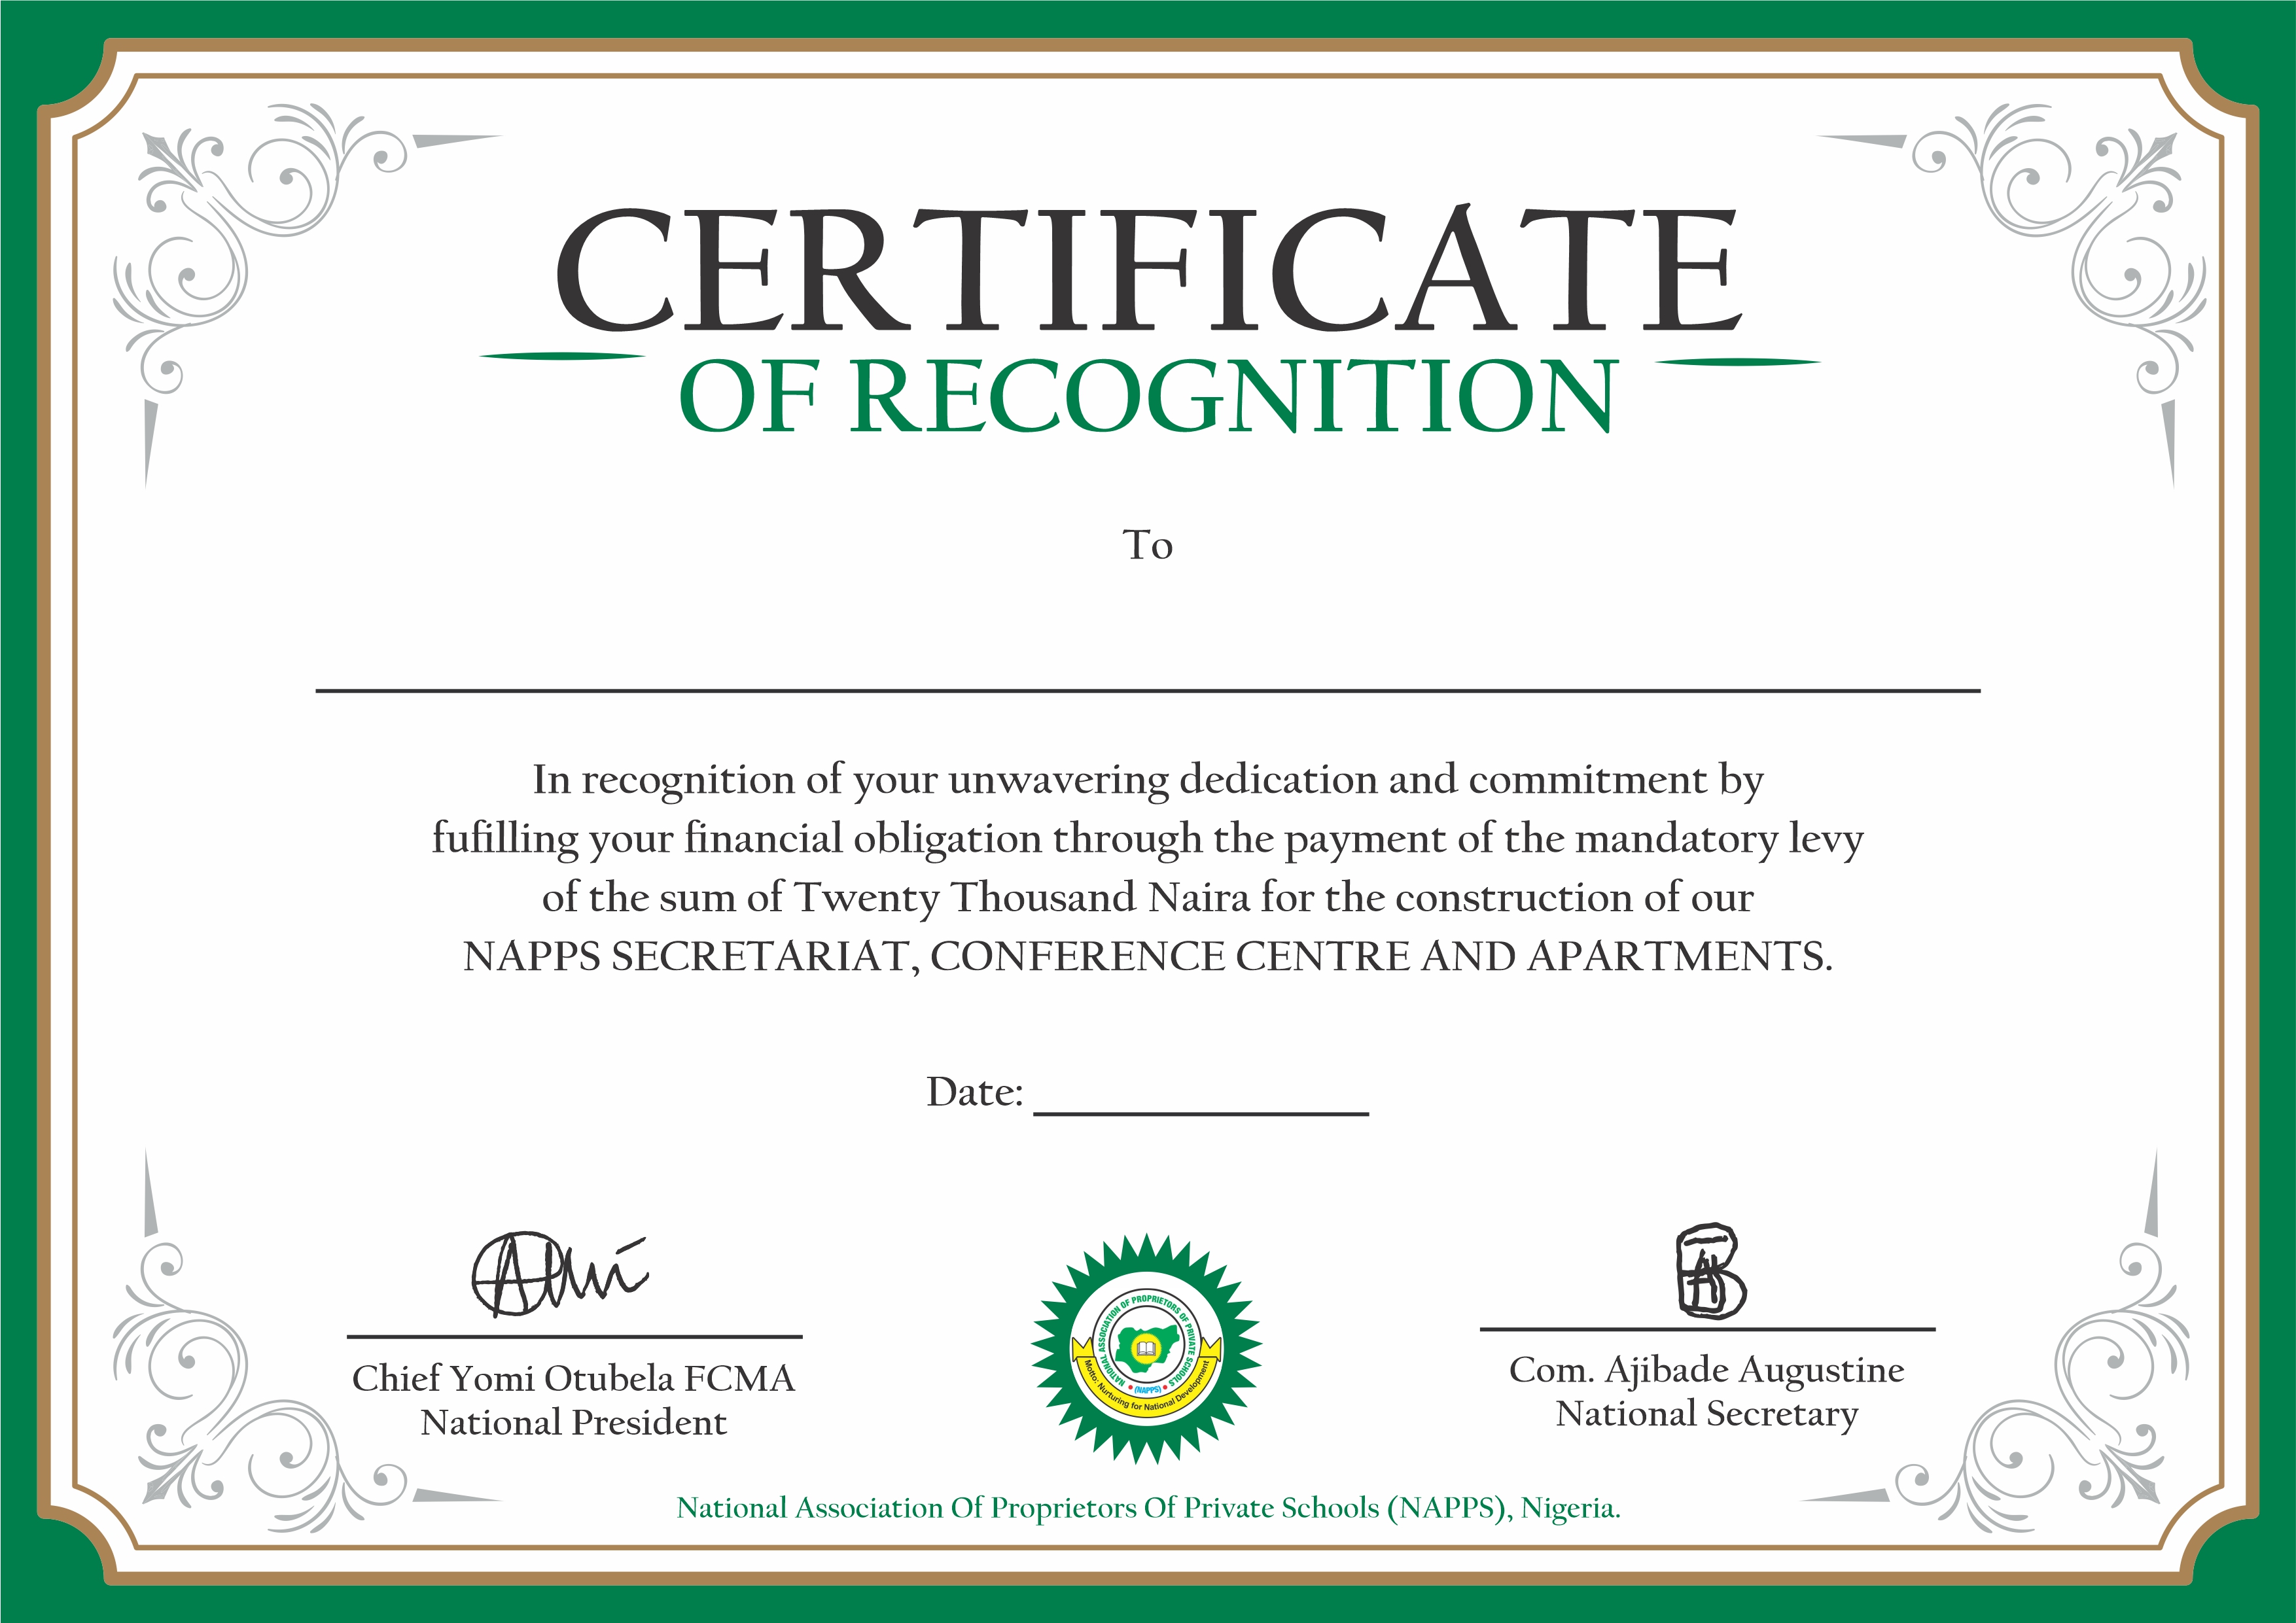 CERTIFICATE
OF RECOGNITION
To
In recognition of your unwavering dedication and commitment by
fufilling your financial obligation through the payment of the mandatory levy
of the sum of Twenty Thousand Naira for the construction of our
NAPPS SECRETARIAT, CONFERENCE CENTRE AND APARTMENTS.
Date:
Chief Yomi Otubela FCMA
National President
NATIONAL ASSOCIATION OF PROPRIETORS OF PRIVATE SCHOOLS
(NAPPS)
Motto: Nurturing for National Development
Com. Ajibade Augustine
National Secretary
National Association Of Proprietors Of Private Schools (NAPPS), Nigeria.